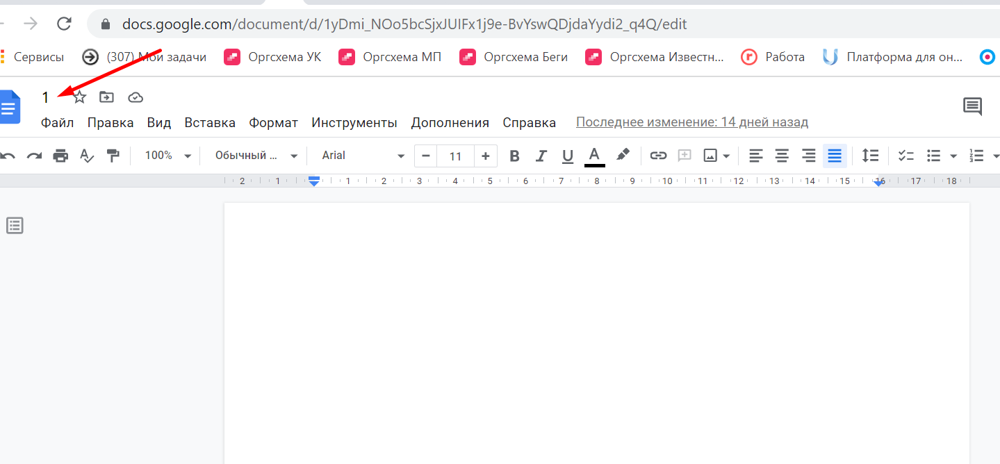 docs.google.com/document/d/1yDmi_NOo5bcSjxJUIFx1j9e-BvYswQDjdaYydi2_q4Q/edit
Сервисы (307) Мои задачи Оргсхема УК Оргсхема МП Оргсхема Беги Оргсхема Известн... Работа Платформа для он...
1
Файл Правка Вид Вставка Формат Инструменты Дополнения Справка Последнее изменение: 14 дней назад
100% Обычный ... Arial 11 B I U A
2 1 1 2 3 4 5 6 7 8 9 10 11 12 13 14 15 16 17 18